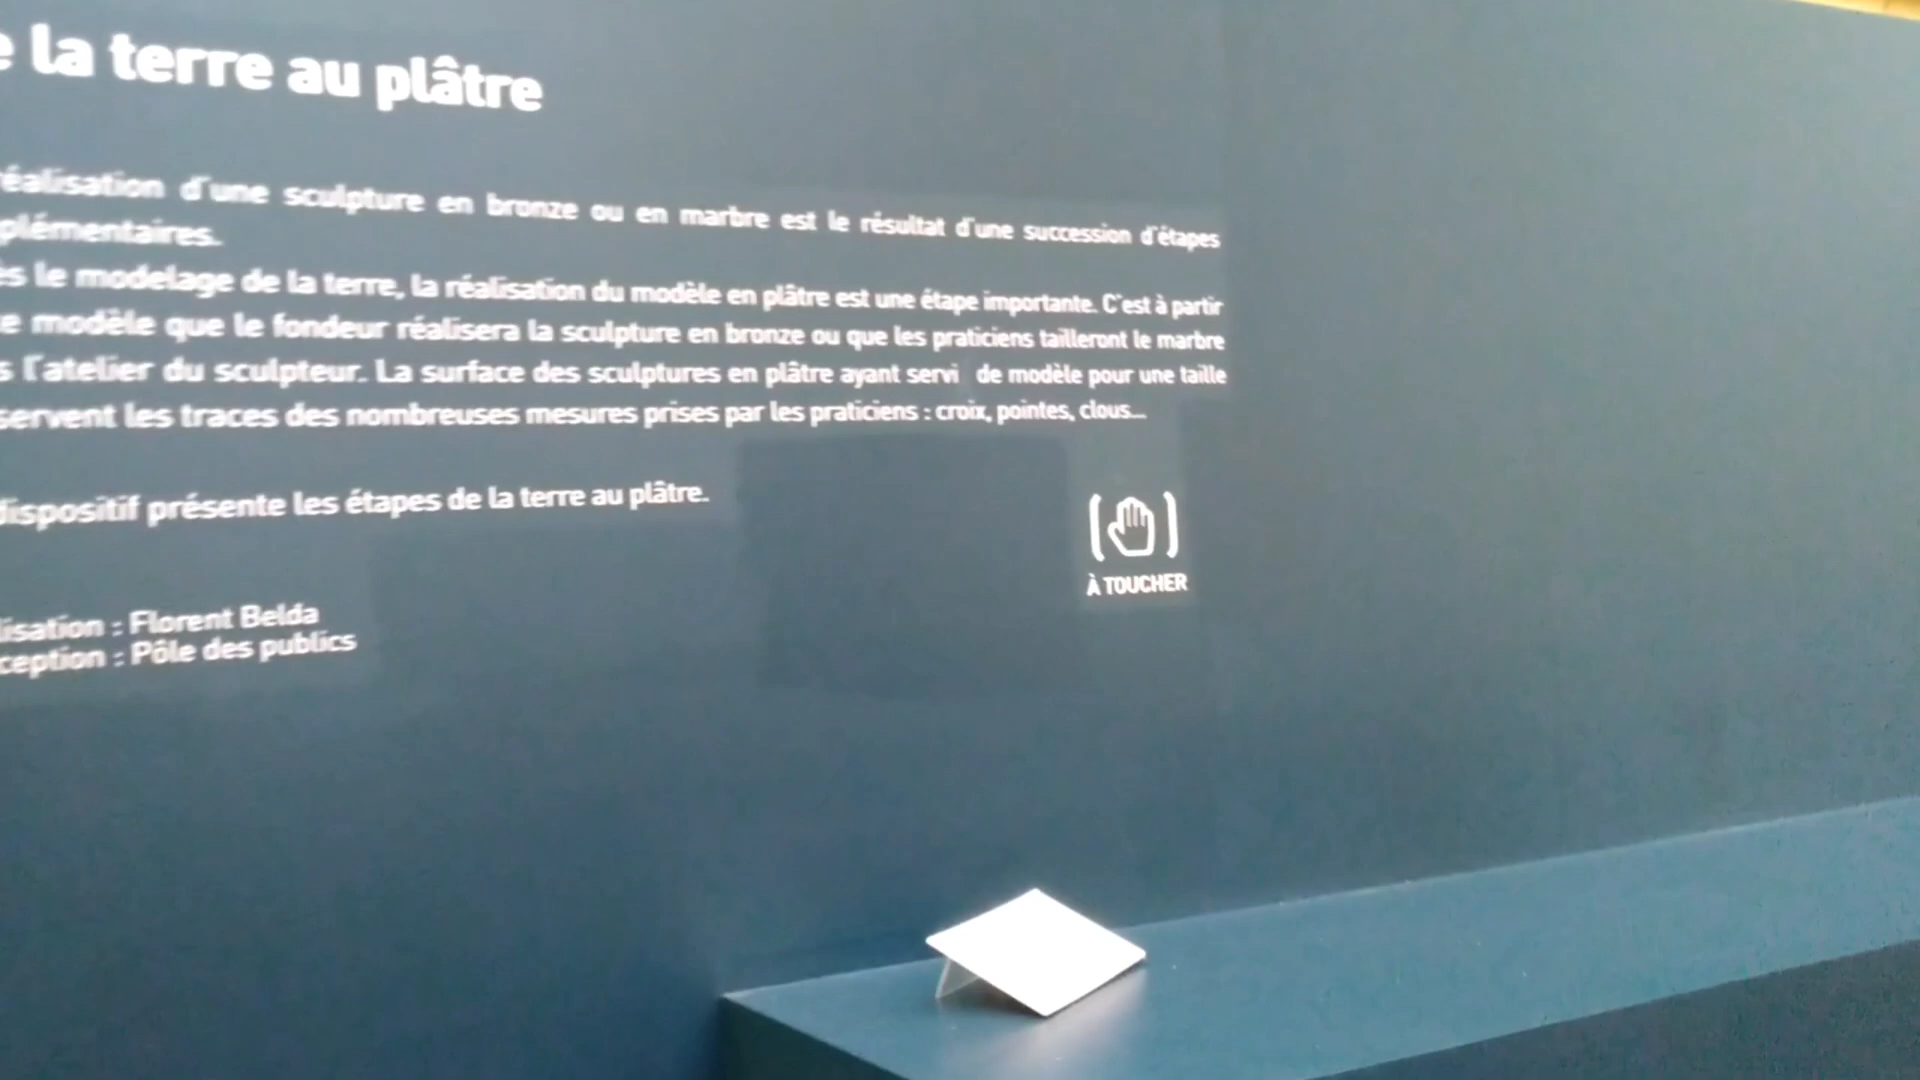 la terre au plâtre
réalisation d'une sculpture en bronze ou en marbre est le résultat d'une succession d'étapes
plémentaires.
ès le modelage de la terre, la réalisation du modèle en plâtre est une étape importante. C'est à partir
e modèle que le fondeur réalisera la sculpture en bronze ou que les praticiens tailleront le marbre
s l'atelier du sculpteur. La surface des sculptures en plâtre ayant servi de modèle pour une taille
servent les traces des nombreuses mesures prises par les praticiens : croix, pointes, clous...
dispositif présente les étapes de la terre au plâtre.
À TOUCHER
lisation : Florent Belda
ception : Pôle des publics